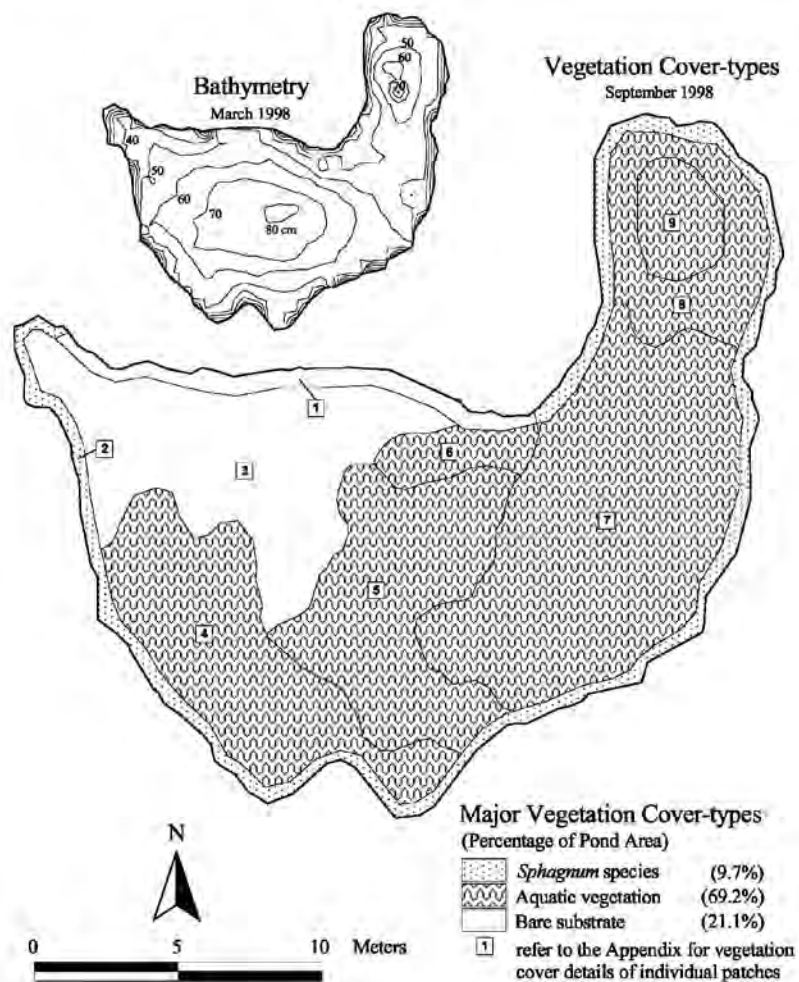 Bathymetry
March 1998
50
60
70
40
50
60
70
80 cm
Vegetation Cover-types
September 1998
9
8
1
2
3
6
7
5
4
N
0 5 10 Meters
Major Vegetation Cover-types
(Percentage of Pond Area)
Sphagnum species (9.7%)
Aquatic vegetation (69.2%)
Bare substrate (21.1%)
1 refer to the Appendix for vegetation
cover details of individual patches